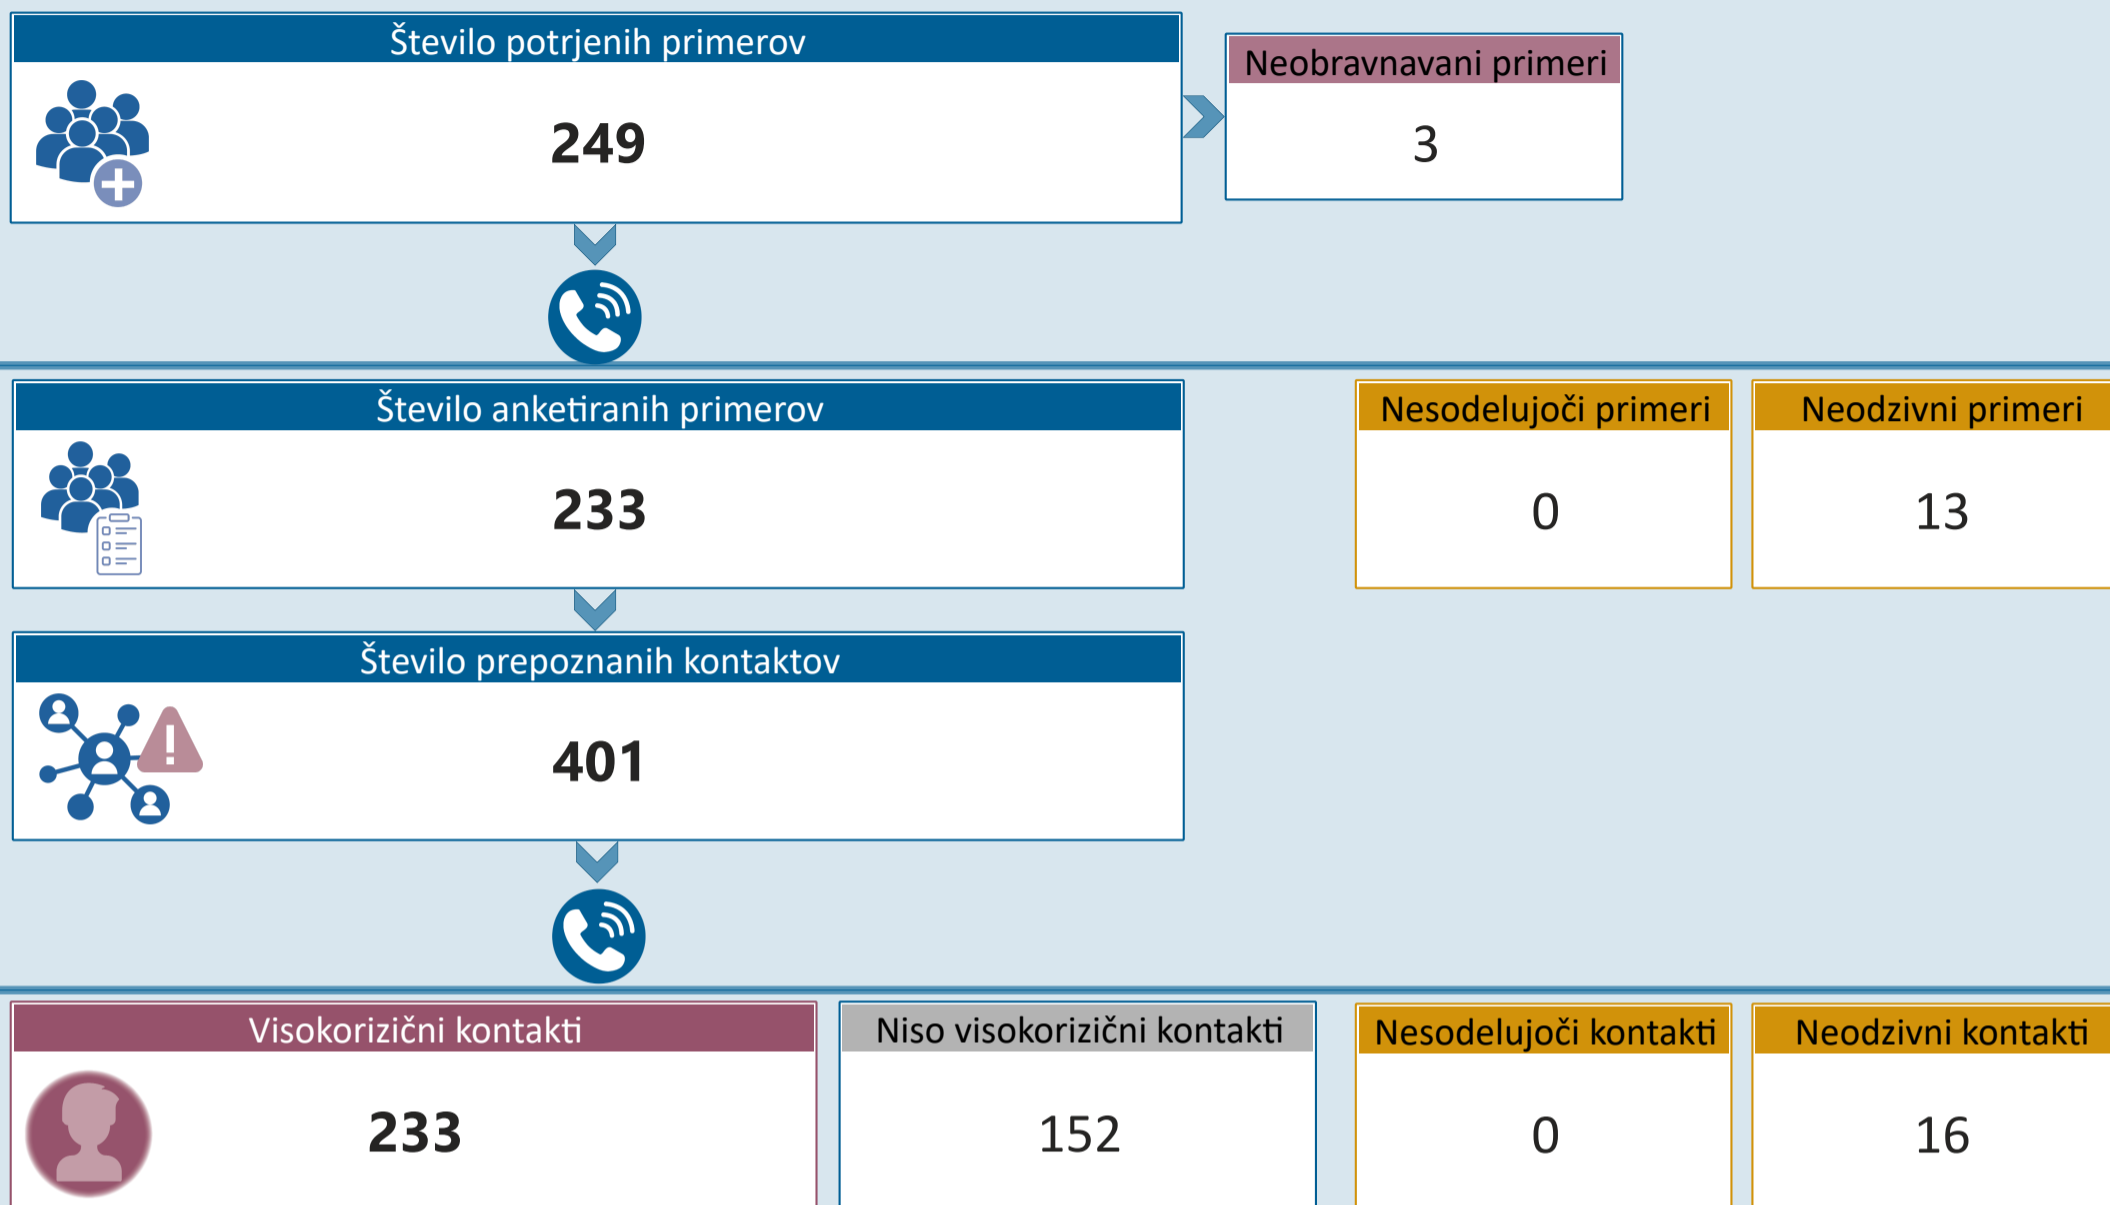 Število potrjenih primerov
249
Neobravnavani primeri
3
Število anketiranih primerov
233
Nesodelujoči primeri
0
Neodzivni primeri
13
Število prepoznanih kontaktov
401
Visokorizični kontakti
233
Niso visokorizični kontakti
152
Nesodelujoči kontakti
0
Neodzivni kontakti
16